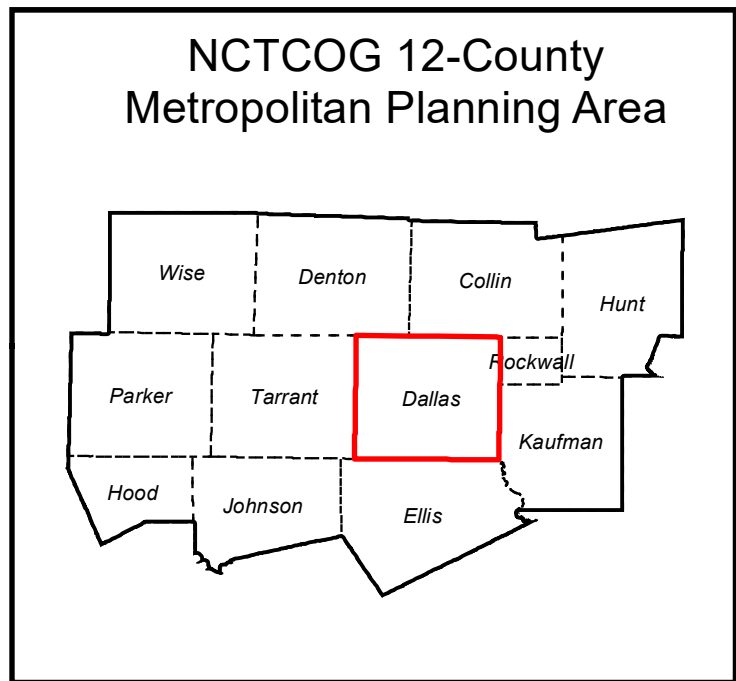 NCTCOG 12-County
Metropolitan Planning Area
Wise
Denton
Collin
Hunt
Rockwall
Parker
Tarrant
Dallas
Kaufman
Hood
Johnson
Ellis